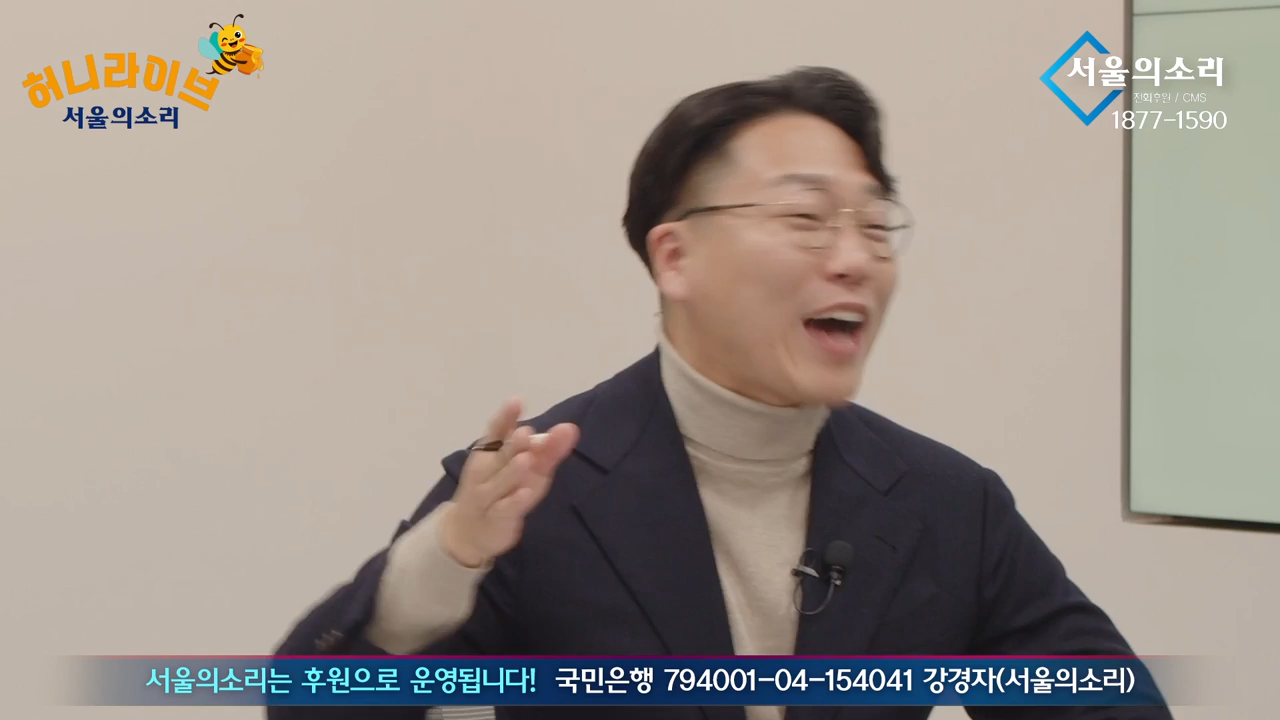 허니라이브
서울의소리
서울의소리
전화후원 / CMS
1877-1590
서울의소리는 후원으로 운영됩니다! 국민은행 794001-04-154041 강경자(서울의소리)